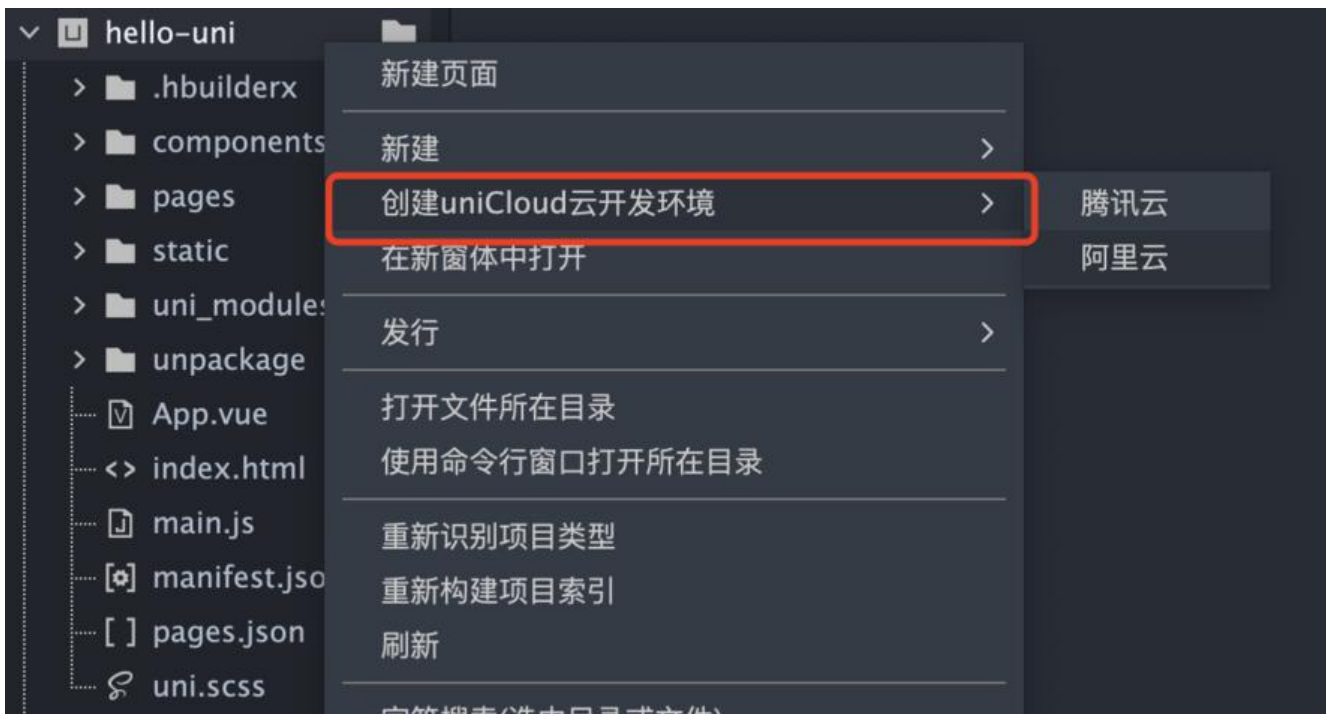 hello-uni
.hbuilderx
components
pages
static
uni_modules
unpackage
App.vue
index.html
main.js
manifest.jso
pages.json
uni.scss
新建页面
新建
创建uniCloud云开发环境
在新窗体中打开
发行
打开文件所在目录
使用命令行窗口打开所在目录
重新识别项目类型
重新构建项目索引
刷新
腾讯云
阿里云